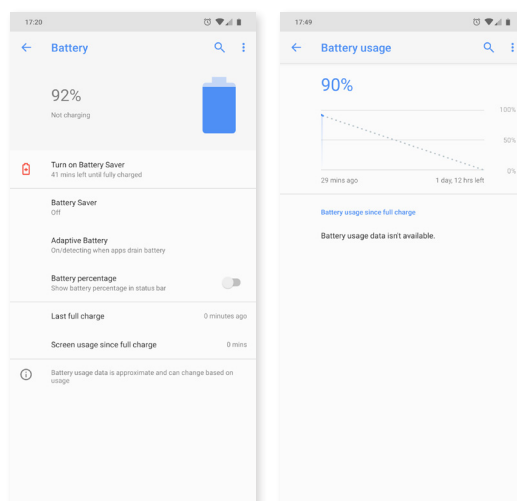 17:20
Battery
92%
Not charging
Turn on Battery Saver
41 mins left until fully charged
Battery Saver
Off
Adaptive Battery
On/detecting when apps drain battery
Battery percentage
Show battery percentage in status bar
Last full charge
0 minutes ago
Screen usage since full charge
0 mins
Battery usage data is approximate and can change based on
usage
17:49
Battery usage
90%
100%
50%
0%
29 mins ago
1 day, 12 hrs left
Battery usage since full charge
Battery usage data isn't available.